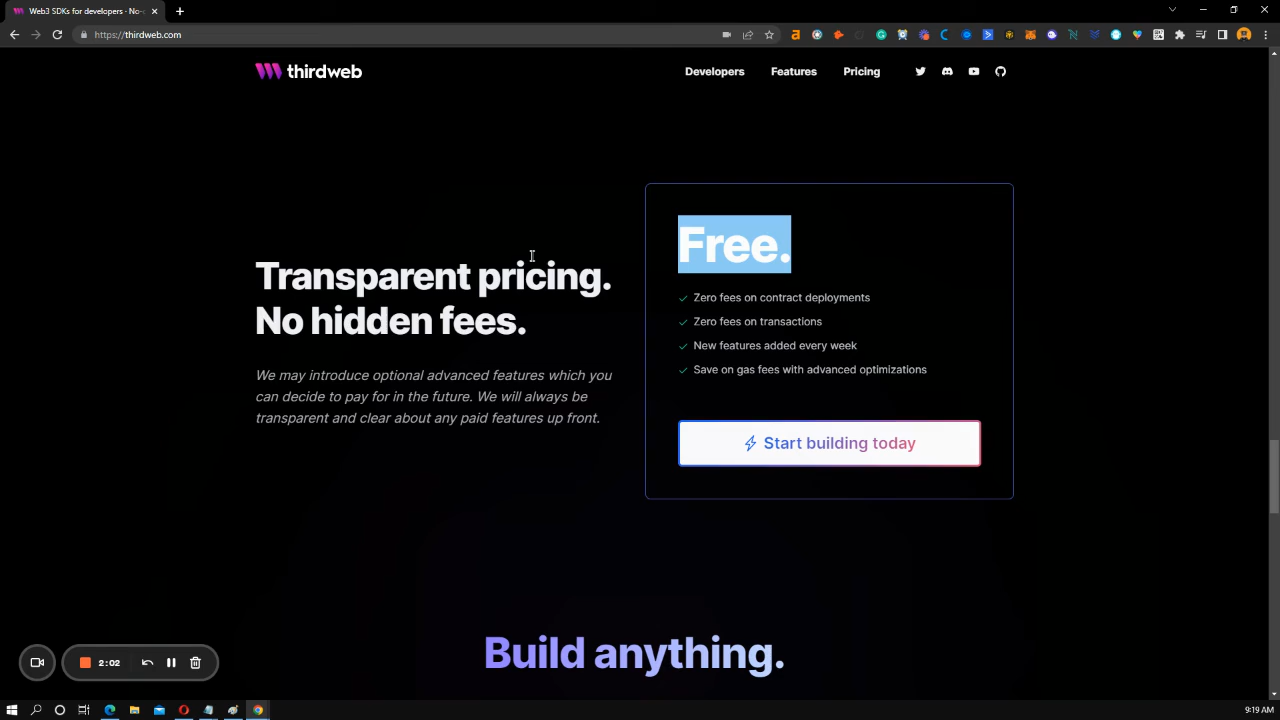 Web3 SDKs for developers · No-c
https://thirdweb.com
thirdweb
Developers
Features
Pricing
Free.
Zero fees on contract deployments
Zero fees on transactions
New features added every week
Save on gas fees with advanced optimizations
Start building today
Transparent pricing.
No hidden fees.
We may introduce optional advanced features which you
can decide to pay for in the future. We will always be
transparent and clear about any paid features up front.
Build anything.
2:02
9:19 AM